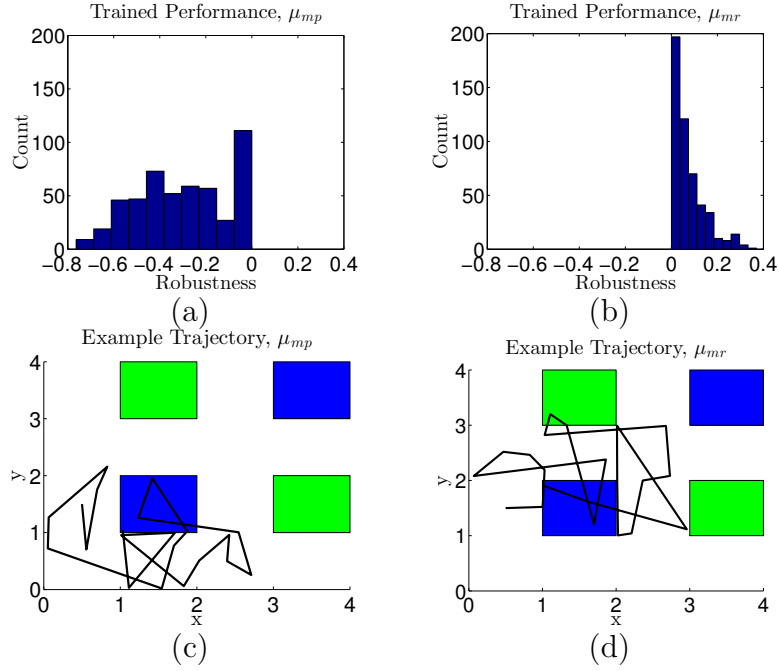 Trained Performance, μmp
200
150
100
50
0
Count
-0.8 -0.6 -0.4 -0.2 0 0.2 0.4
Robustness
(a)
Trained Performance, μmr
200
150
100
50
0
Count
-0.8 -0.6 -0.4 -0.2 0 0.2 0.4
Robustness
(b)
Example Trajectory, μmp
4
3
2
1
0
y
0 1 2 3 4
x
(c)
Example Trajectory, μmr
4
3
2
1
0
y
0 1 2 3 4
x
(d)